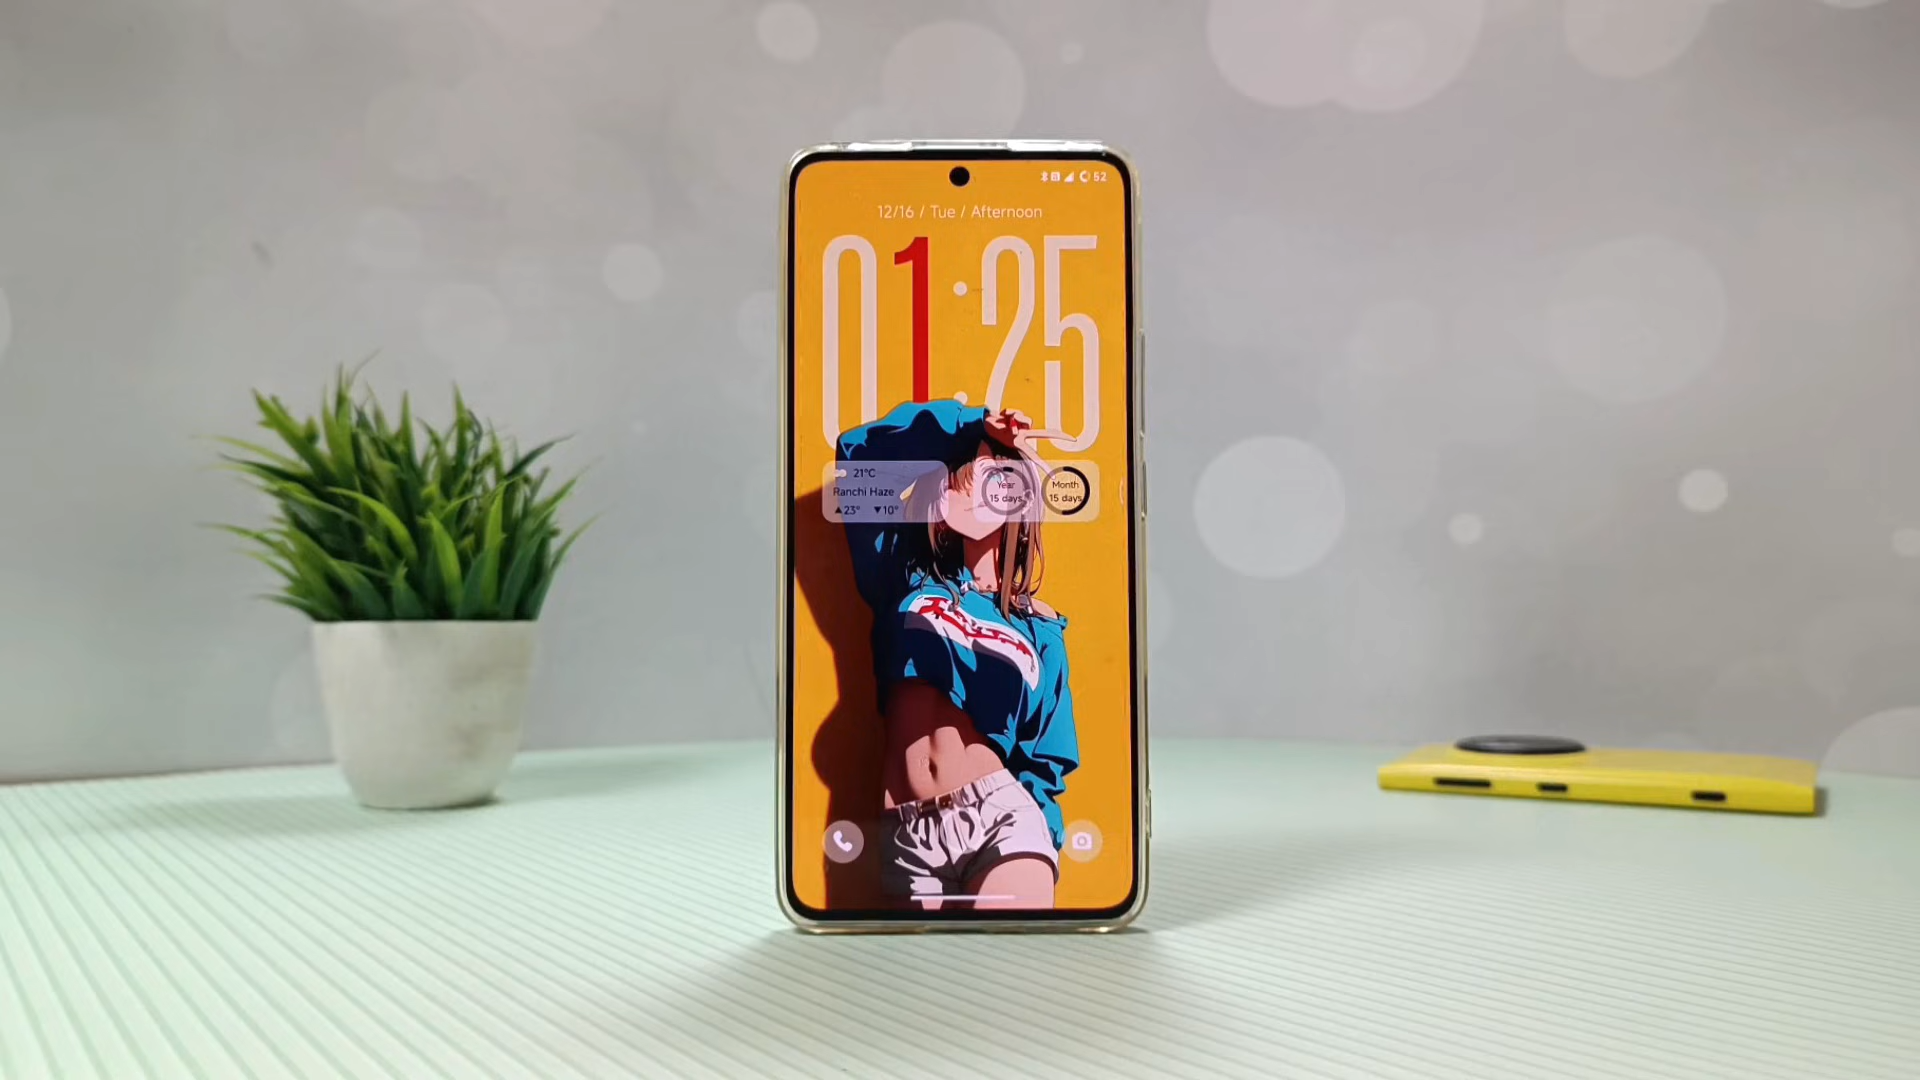 52
12/16 / Tue / Afternoon
01:25
21°C
Ranchi Haze
▲23° ▼10°
Year
15 days
Month
15 days